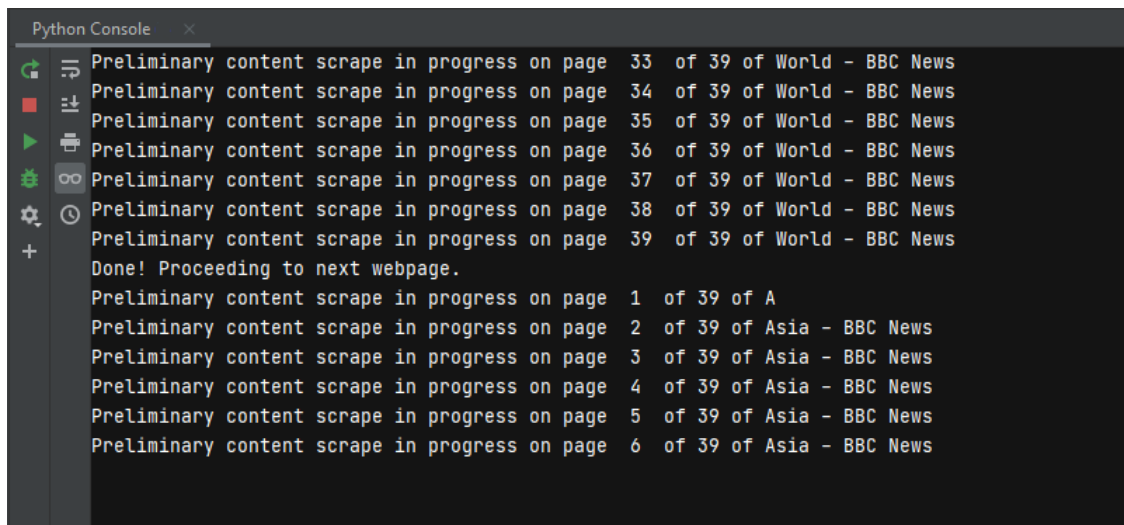 Python Console
Preliminary content scrape in progress on page  33  of 39 of World – BBC News
Preliminary content scrape in progress on page  34  of 39 of World – BBC News
Preliminary content scrape in progress on page  35  of 39 of World – BBC News
Preliminary content scrape in progress on page  36  of 39 of World – BBC News
Preliminary content scrape in progress on page  37  of 39 of World – BBC News
Preliminary content scrape in progress on page  38  of 39 of World – BBC News
Preliminary content scrape in progress on page  39  of 39 of World – BBC News
Done! Proceeding to next webpage.
Preliminary content scrape in progress on page  1  of 39 of A
Preliminary content scrape in progress on page  2  of 39 of Asia – BBC News
Preliminary content scrape in progress on page  3  of 39 of Asia – BBC News
Preliminary content scrape in progress on page  4  of 39 of Asia – BBC News
Preliminary content scrape in progress on page  5  of 39 of Asia – BBC News
Preliminary content scrape in progress on page  6  of 39 of Asia – BBC News